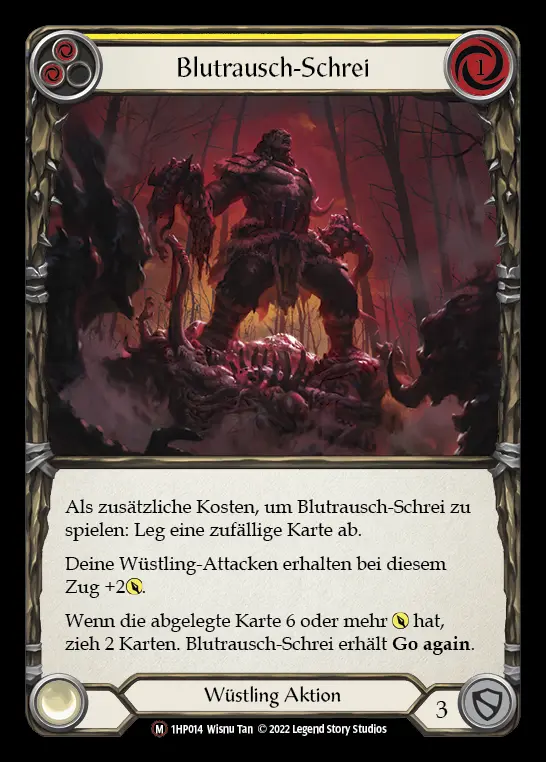 Blutrausch-Schrei
1
Als zusätzliche Kosten, um Blutrausch-Schrei zu
spielen: Leg eine zufällige Karte ab.
Deine Wüstling-Attacken erhalten bei diesem
Zug +2.
Wenn die abgelegte Karte 6 oder mehr hat,
zieh 2 Karten. Blutrausch-Schrei erhält Go again.
Wüstling Aktion
3
M 1HP014 Wisnu Tan © 2022 Legend Story Studios